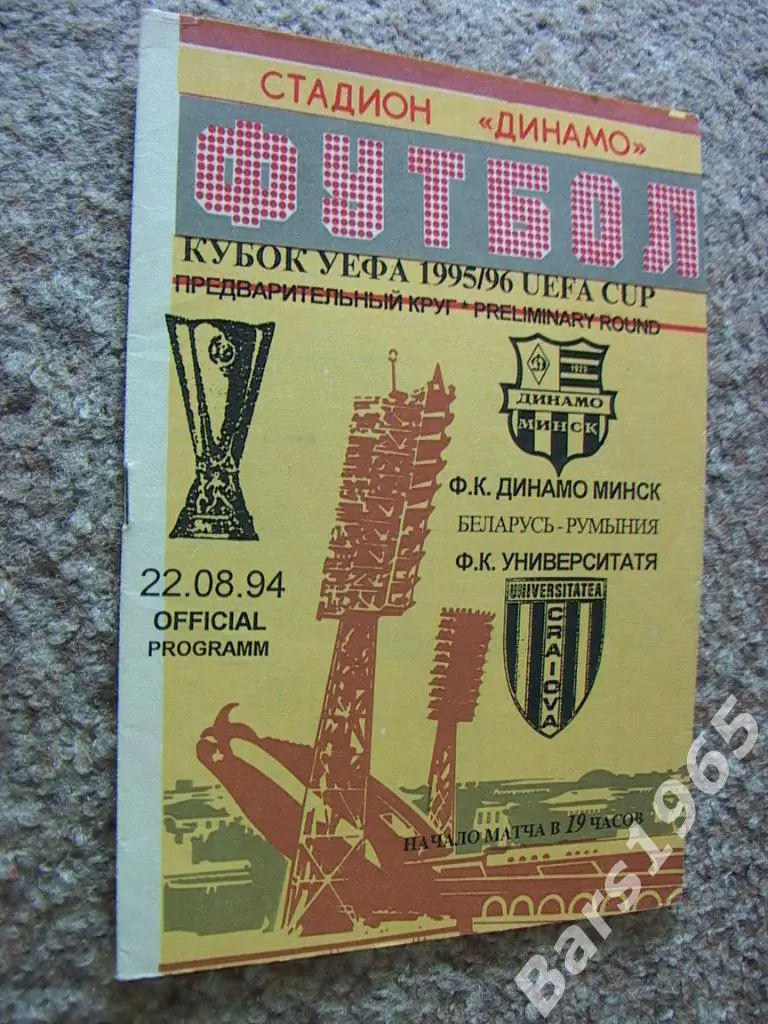 СТАДИОН «ДИНАМО»
ФУТБОЛ
КУБОК УЕФА 1995/96 UEFA CUP
ПРЕДВАРИТЕЛЬНЫЙ КРУГ * PRELIMINARY ROUND
ДИНАМО
МИНСК
Ф.К. ДИНАМО МИНСК
БЕЛАРУСЬ-РУМЫНИЯ
Ф.К. УНИВЕРСИТАТЯ
22.08.94
OFFICIAL
PROGRAMM
UNIVERSITATEA
CRAIOVA
НАЧАЛО МАТЧА В 19 ЧАСОВ
Bars1965